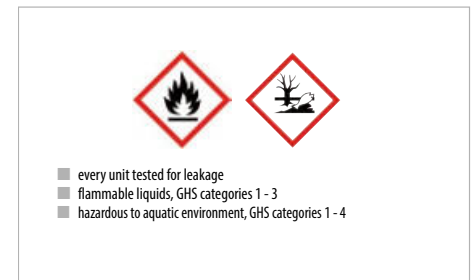 every unit tested for leakage
flammable liquids, GHS categories 1 - 3
hazardous to aquatic environment, GHS categories 1 - 4